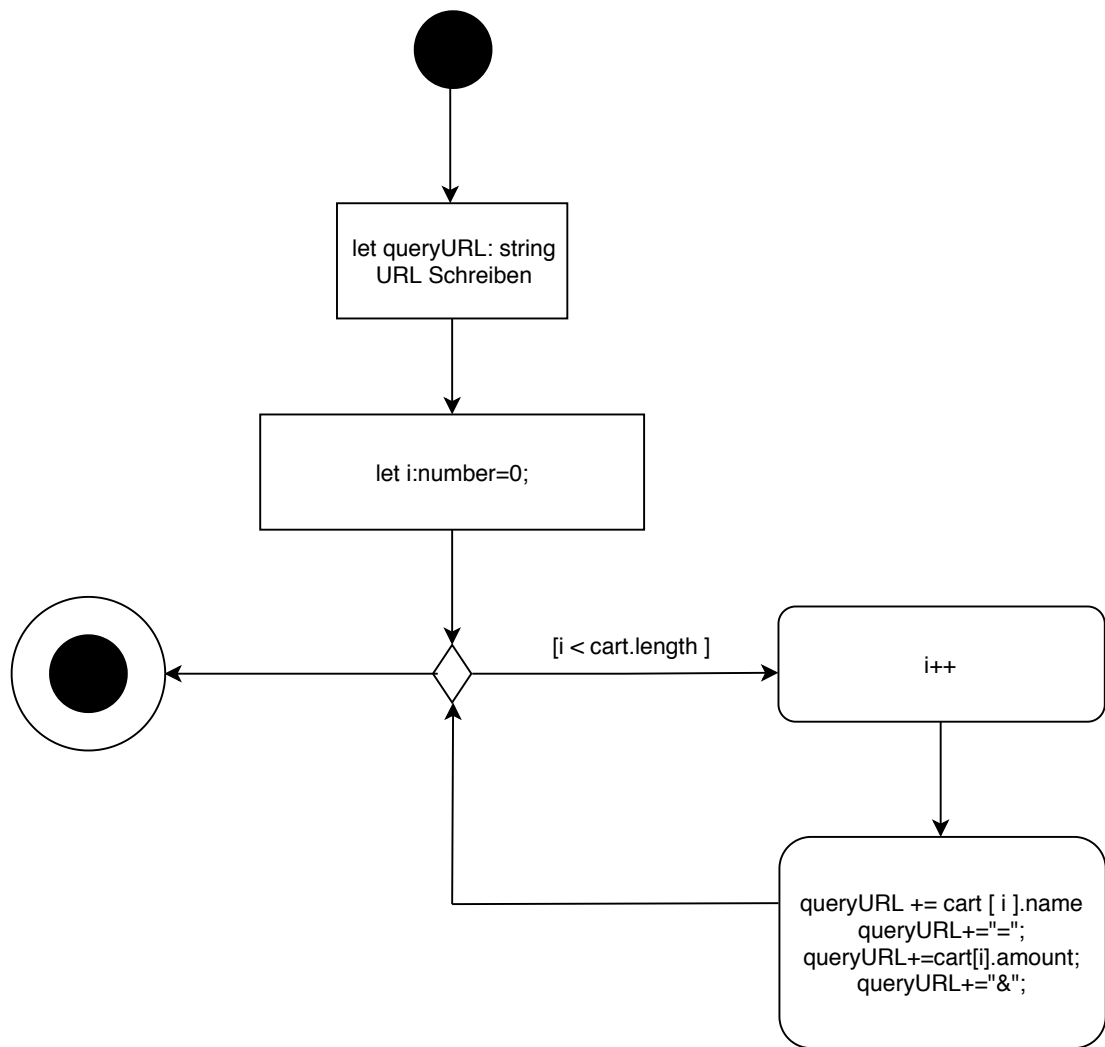 let queryURL: string
URL Schreiben
let i:number=0;
[i < cart.length ]
i++
queryURL += cart [ i ].name
queryURL+="=";
queryURL+=cart[i].amount;
queryURL+="&";